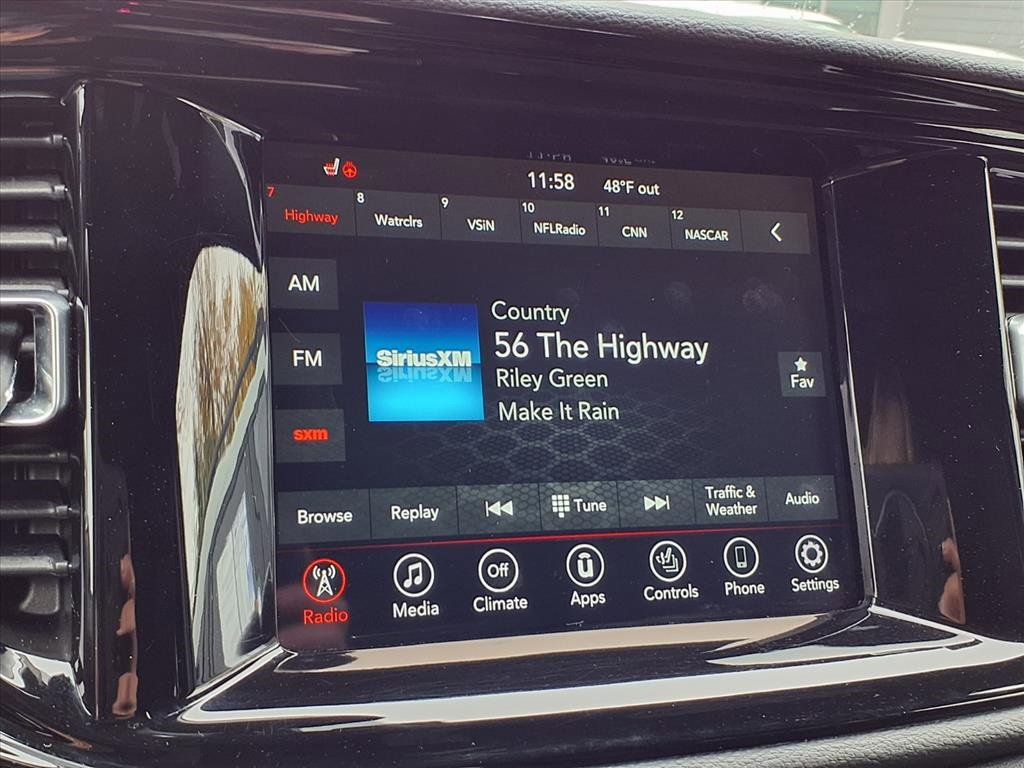 11:58 48°F out
7 Highway 8 Watrclrs 9 VSiN 10 NFLRadio 11 CNN 12 NASCAR
AM
FM
sxm
SiriusXM
Country
56 The Highway
Riley Green
Make It Rain
Fav
Browse Replay Tune Traffic & Weather Audio
Off
Radio Media Climate Apps Controls Phone Settings